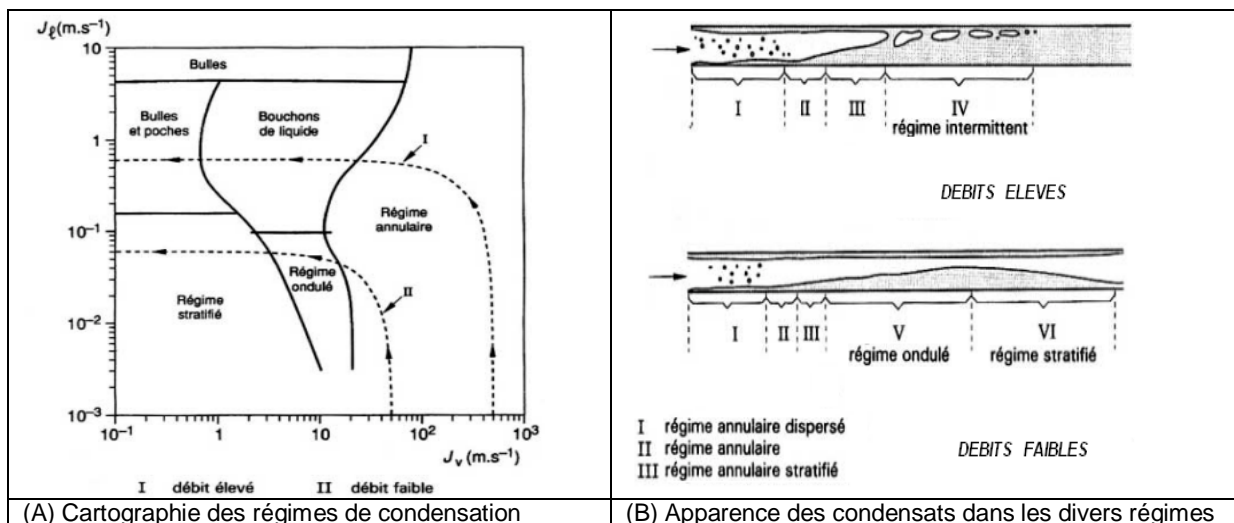 Jℓ(m.s⁻¹)
10
1
10⁻¹
10⁻²
10⁻³
Bulles
Bulles
et poches
Bouchons
de liquide
I
Régime
annulaire
Régime
ondulé
II
Régime
stratifié
10⁻¹
1
10
10²
10³
Jᵥ (m.s⁻¹)
I débit élevé II débit faible
(A) Cartographie des régimes de condensation
I II III IV
régime intermittent
DEBITS ELEVES
I II III V VI
régime ondulé régime stratifié
I régime annulaire dispersé
II régime annulaire
III régime annulaire stratifié
DEBITS FAIBLES
(B) Apparence des condensats dans les divers régimes